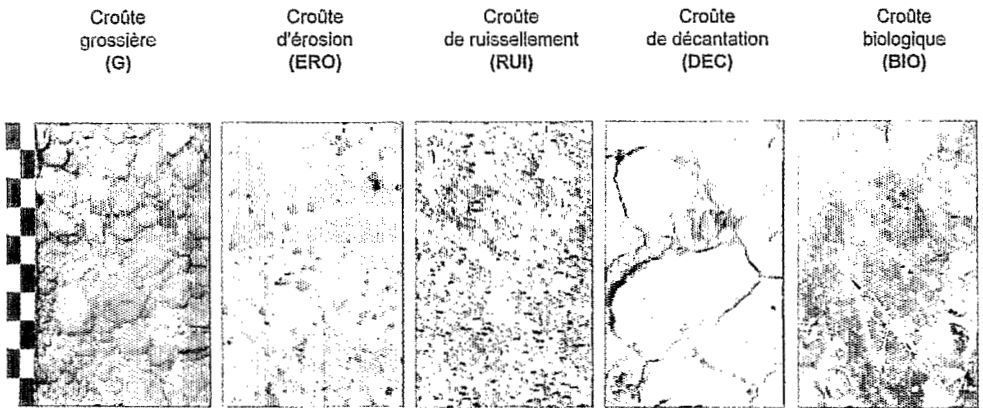 Croûte
grossière
(G)
Croûte
d'érosion
(ERO)
Croûte
de ruissellement
(RUI)
Croûte
de décantation
(DEC)
Croûte
biologique
(BIO)